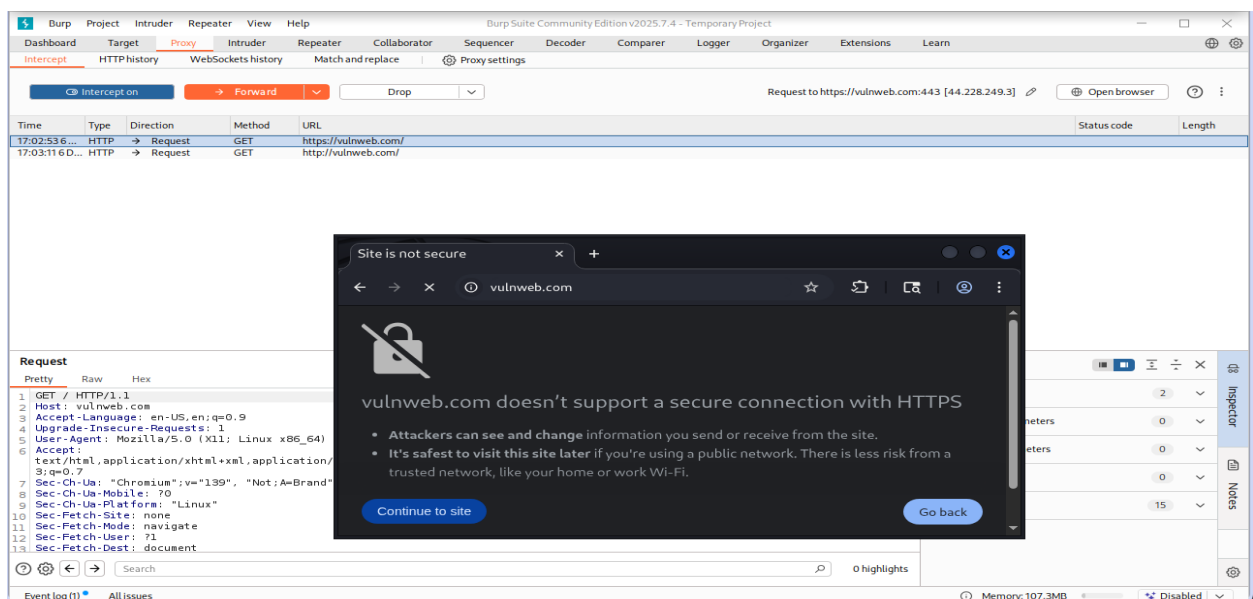 Burp Project Intruder Repeater View Help Burp Suite Community Edition v2025.7.4 - Temporary Project
Dashboard Target Proxy Intruder Repeater Collaborator Sequencer Decoder Comparer Logger Organizer Extensions Learn
Intercept HTTP history WebSockets history Match and replace Proxy settings
Intercept on Forward Drop Request to https://vulnweb.com:443 [44.228.249.3] Open browser
Time Type Direction Method URL Status code Length
17:02:53 6... HTTP → Request GET https://vulnweb.com/
17:03:11 6 D... HTTP → Request GET http://vulnweb.com/
Site is not secure
vulnweb.com
vulnweb.com doesn't support a secure connection with HTTPS
• Attackers can see and change information you send or receive from the site.
• It's safest to visit this site later if you're using a public network. There is less risk from a
trusted network, like your home or work Wi-Fi.
Continue to site Go back
Request
Pretty Raw Hex
1 GET / HTTP/1.1
2 Host: vulnweb.com
3 Accept-Language: en-US,en;q=0.9
4 Upgrade-Insecure-Requests: 1
5 User-Agent: Mozilla/5.0 (X11; Linux x86_64)
6 Accept:
text/html,application/xhtml+xml,application/
3;q=0.7
7 Sec-Ch-Ua: "Chromium";v="139", "Not;A=Brand"
8 Sec-Ch-Ua-Mobile: ?0
9 Sec-Ch-Ua-Platform: "Linux"
10 Sec-Fetch-Site: none
11 Sec-Fetch-Mode: navigate
12 Sec-Fetch-User: ?1
13 Sec-Fetch-Dest: document
2
neters 0
eters 0
0
15
Inspector
Notes
Search 0 highlights
Event log (1) All issues Memory: 107.3MB Disabled